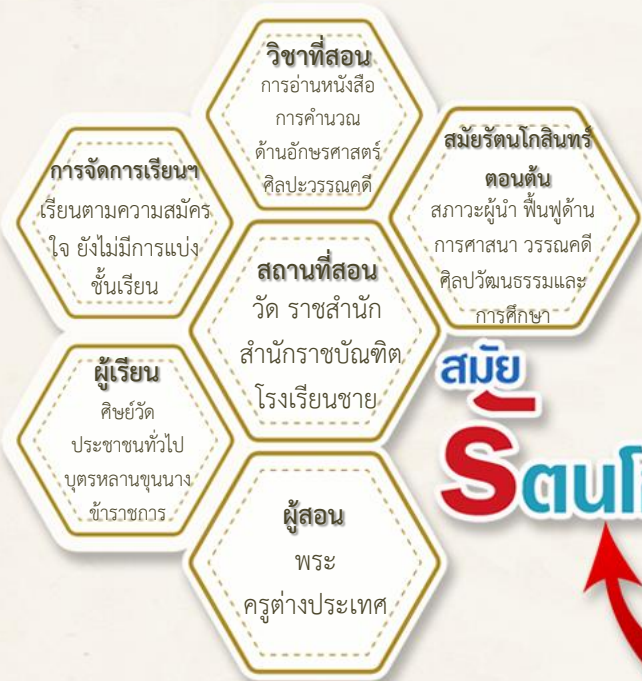 วิชาที่สอน
การอ่านหนังสือ
การคำนวณ
ด้านอักษรศาสตร์
ศิลปะวรรณคดี
สมัยรัตนโกสินทร์
ตอนต้น
สภาวะผู้นำ ฟื้นฟูด้าน
การศาสนา วรรณคดี
ศิลปวัฒนธรรมและ
การศึกษา
การจัดการเรียนฯ
เรียนตามความสมัคร
ใจ ยังไม่มีการแบ่ง
ชั้นเรียน
สถานที่สอน
วัด ราชสำนัก
สำนักราชบัณฑิต
โรงเรียนชาย
ผู้เรียน
ศิษย์วัด
ประชาชนทั่วไป
บุตรหลานขุนนาง
ข้าราชการ
ผู้สอน
พระ
ครูต่างประเทศ
สมัย
รัตนโ